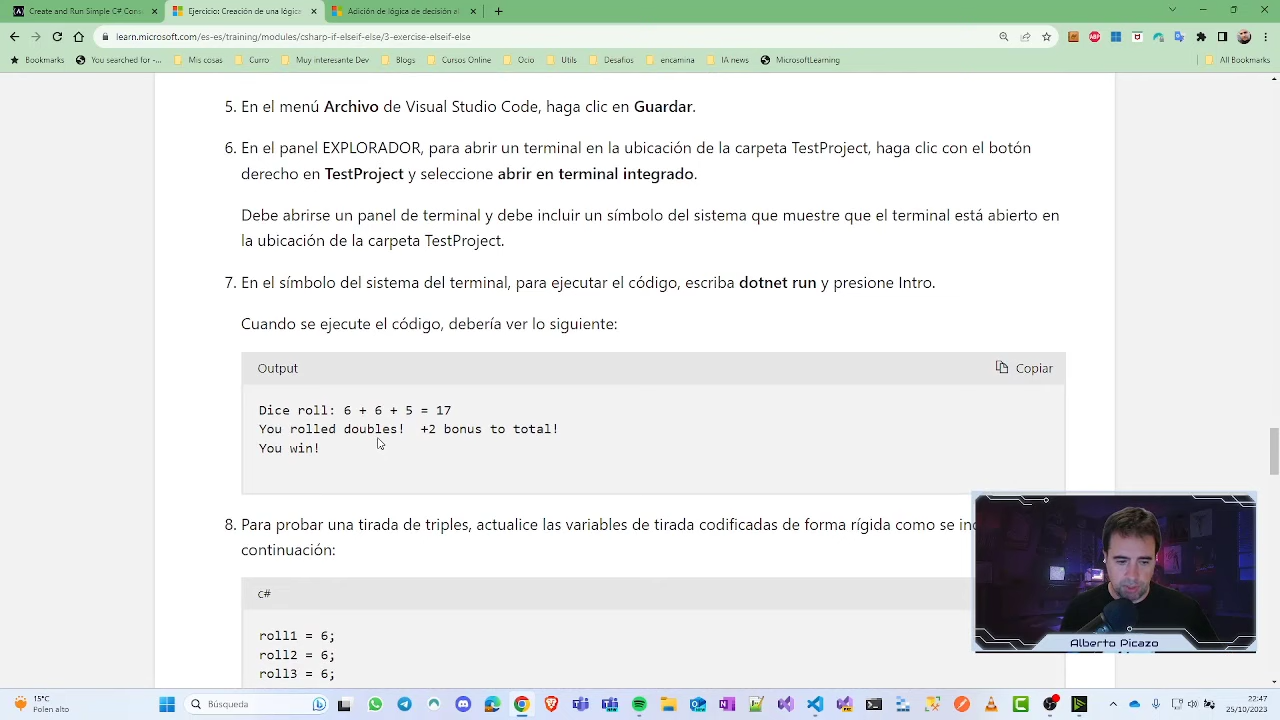 Create and Run Simple C# Cons
Ejercicio: Creación de una lógica
Adición de lógica de decisión al
learn.microsoft.com/es-es/training/modules/csharp-if-elseif-else/3-exercise-elseif-else
Bookmarks
You searched for -...
Mis cosas
Curro
Muy interesante Dev
Blogs
Cursos Online
Ocio
Utils
Desafios
encamina
IA news
MicrosoftLearning
All Bookmarks
5. En el menú Archivo de Visual Studio Code, haga clic en Guardar.
6. En el panel EXPLORADOR, para abrir un terminal en la ubicación de la carpeta TestProject, haga clic con el botón
derecho en TestProject y seleccione abrir en terminal integrado.
Debe abrirse un panel de terminal y debe incluir un símbolo del sistema que muestre que el terminal está abierto en
la ubicación de la carpeta TestProject.
7. En el símbolo del sistema del terminal, para ejecutar el código, escriba dotnet run y presione Intro.
Cuando se ejecute el código, debería ver lo siguiente:
Output
Copiar
Dice roll: 6 + 6 + 5 = 17
You rolled doubles!  +2 bonus to total!
You win!
8. Para probar una tirada de triples, actualice las variables de tirada codificadas de forma rígida como se
continuación:
c#
roll1 = 6;
roll2 = 6;
roll3 = 6;
Alberto Picazo
15°C
Polen alto
Búsqueda
22:47
25/10/2023